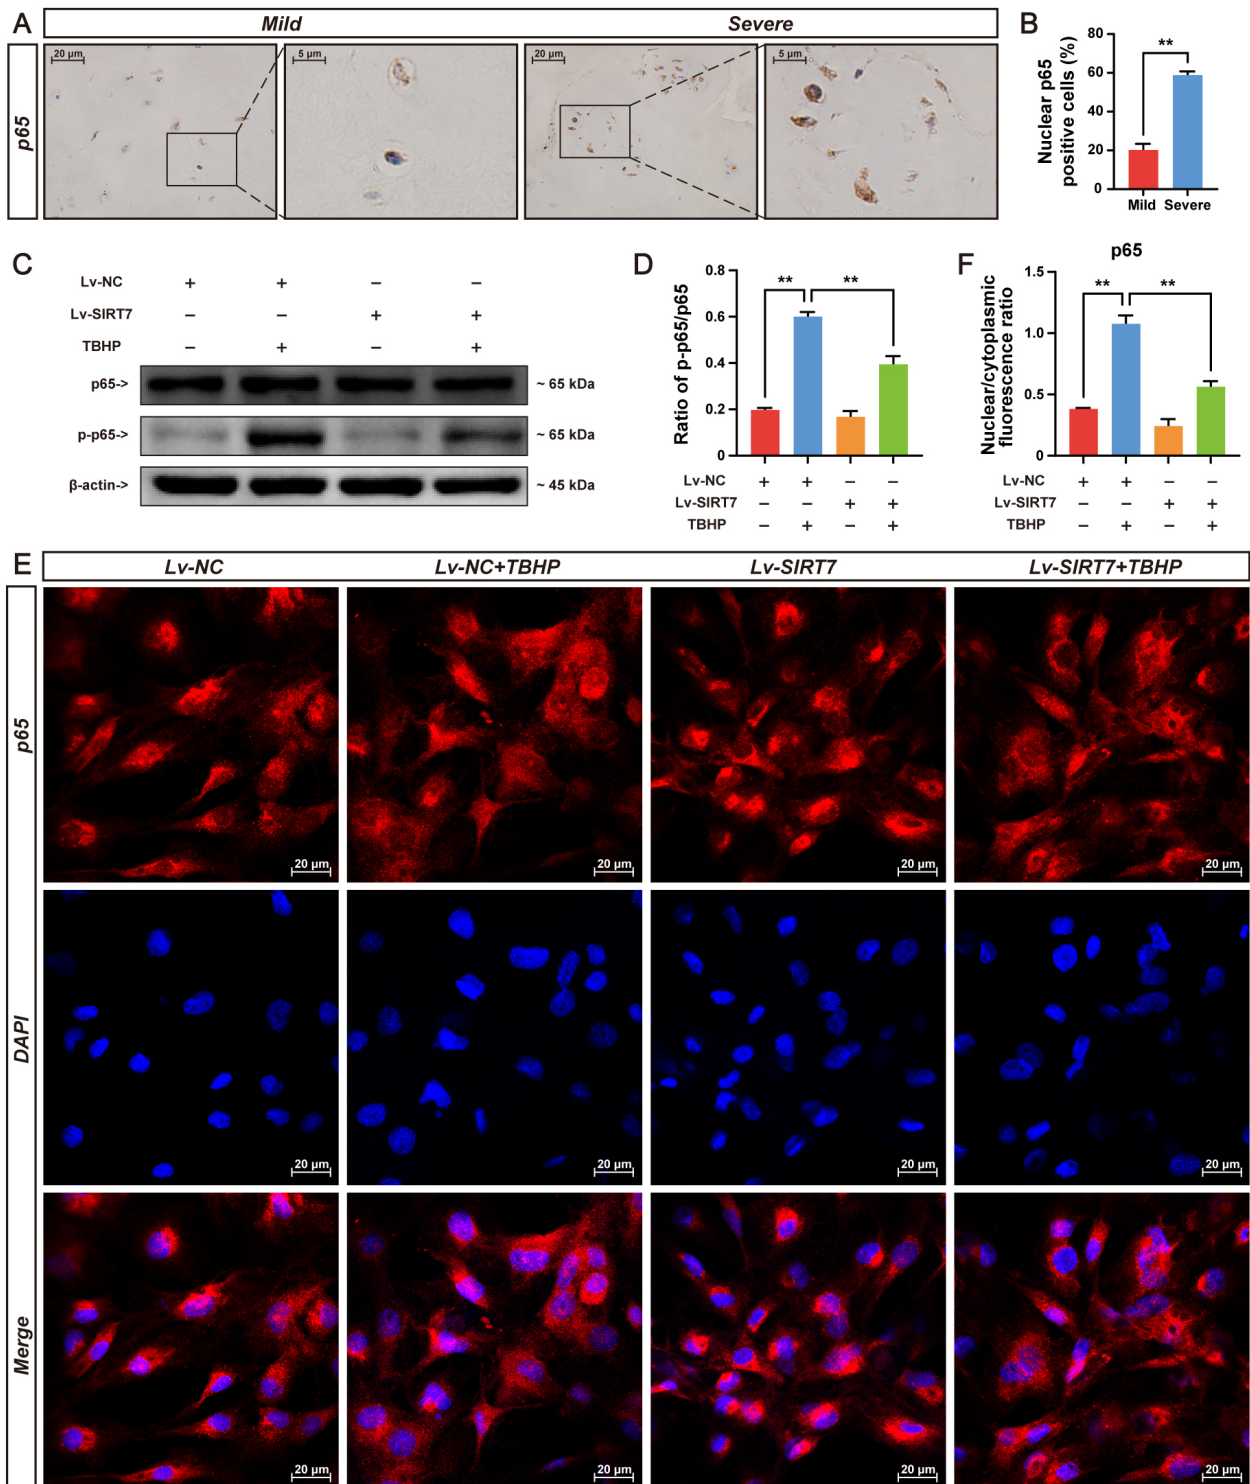 A
Mild
Severe
p65
20 µm
5 µm
20 µm
5 µm
B
Nuclear p65
positive cells (%)
80
60
40
20
0
**
Mild Severe
C
Lv-NC + + – –
Lv-SIRT7 – – + +
TBHP – + – +
p65-> ~ 65 kDa
p-p65-> ~ 65 kDa
β-actin-> ~ 45 kDa
D
Ratio of p-p65/p65
0.8
0.6
0.4
0.2
0
** **
Lv-NC + + – –
Lv-SIRT7 – – + +
TBHP – + – +
F
p65
Nuclear/cytoplasmic
fluorescence ratio
1.5
1.0
0.5
0
** **
Lv-NC + + – –
Lv-SIRT7 – – + +
TBHP – + – +
E
Lv-NC
Lv-NC+TBHP
Lv-SIRT7
Lv-SIRT7+TBHP
p65
20 µm
20 µm
20 µm
20 µm
DAPI
20 µm
20 µm
20 µm
20 µm
Merge
20 µm
20 µm
20 µm
20 µm